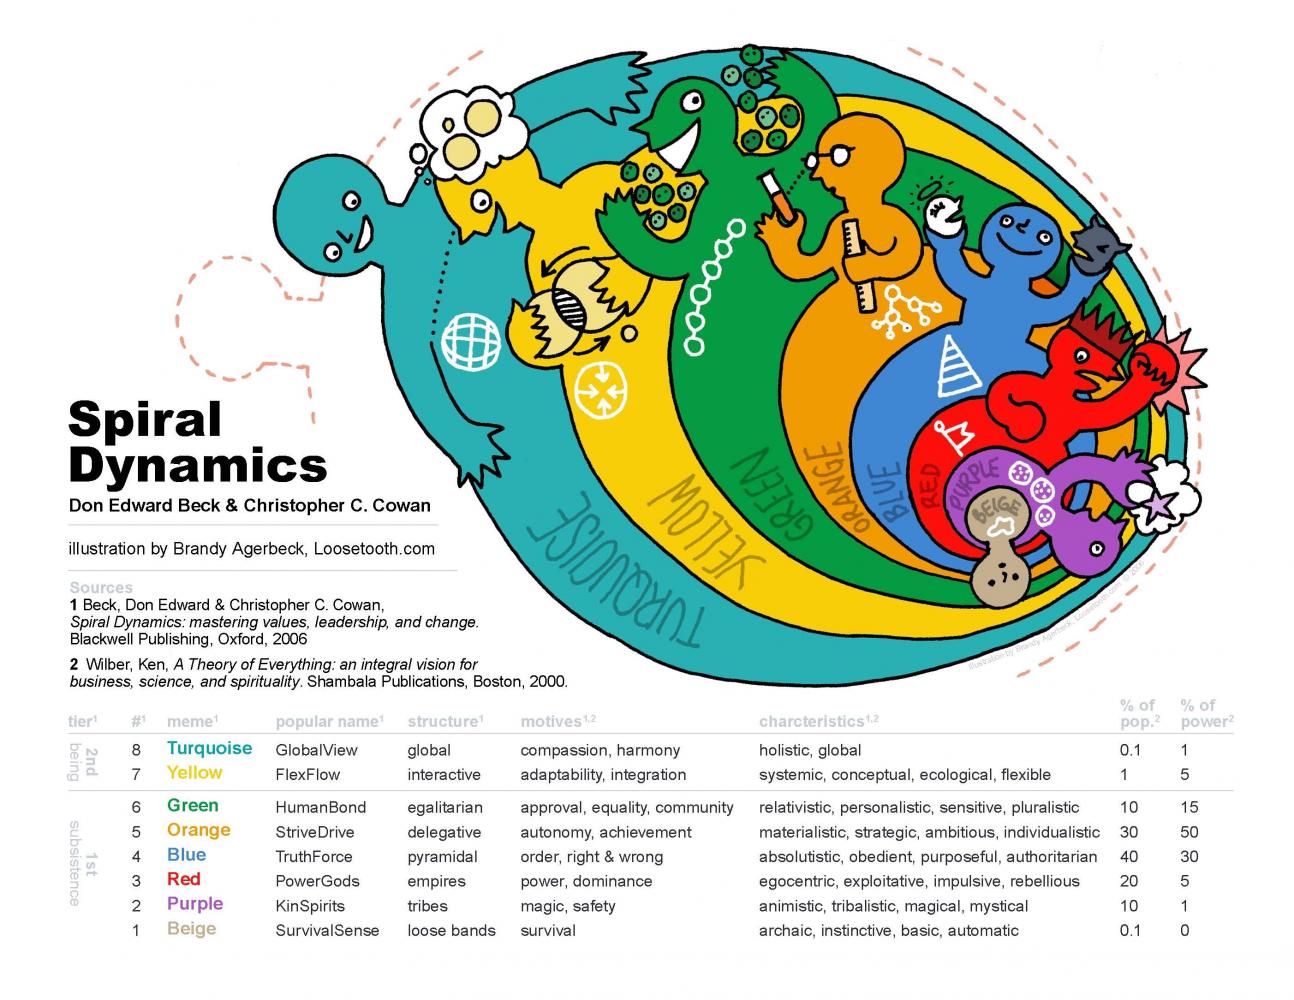 Spiral
Dynamics
Don Edward Beck & Christopher C. Cowan
illustration by Brandy Agerbeck, Loosetooth.com
Sources
1 Beck, Don Edward & Christopher C. Cowan,
Spiral Dynamics: mastering values, leadership, and change.
Blackwell Publishing, Oxford, 2006
2 Wilber, Ken, A Theory of Everything: an integral vision for
business, science, and spirituality. Shambala Publications, Boston, 2000.
TURQUOISE
YELLOW
GREEN
ORANGE
BLUE
RED
PURPLE
BEIGE
illustration by Brandy Agerbeck, Loosetooth.com © 2006
tier¹ #¹ meme¹ popular name¹ structure¹ motives¹,² charcteristics¹,² % of pop.² % of power²
2nd being
8 Turquoise GlobalView global compassion, harmony holistic, global 0.1 1
7 Yellow FlexFlow interactive adaptability, integration systemic, conceptual, ecological, flexible 1 5
1st subsistence
6 Green HumanBond egalitarian approval, equality, community relativistic, personalistic, sensitive, pluralistic 10 15
5 Orange StriveDrive delegative autonomy, achievement materialistic, strategic, ambitious, individualistic 30 50
4 Blue TruthForce pyramidal order, right & wrong absolutistic, obedient, purposeful, authoritarian 40 30
3 Red PowerGods empires power, dominance egocentric, exploitative, impulsive, rebellious 20 5
2 Purple KinSpirits tribes magic, safety animistic, tribalistic, magical, mystical 10 1
1 Beige SurvivalSense loose bands survival archaic, instinctive, basic, automatic 0.1 0